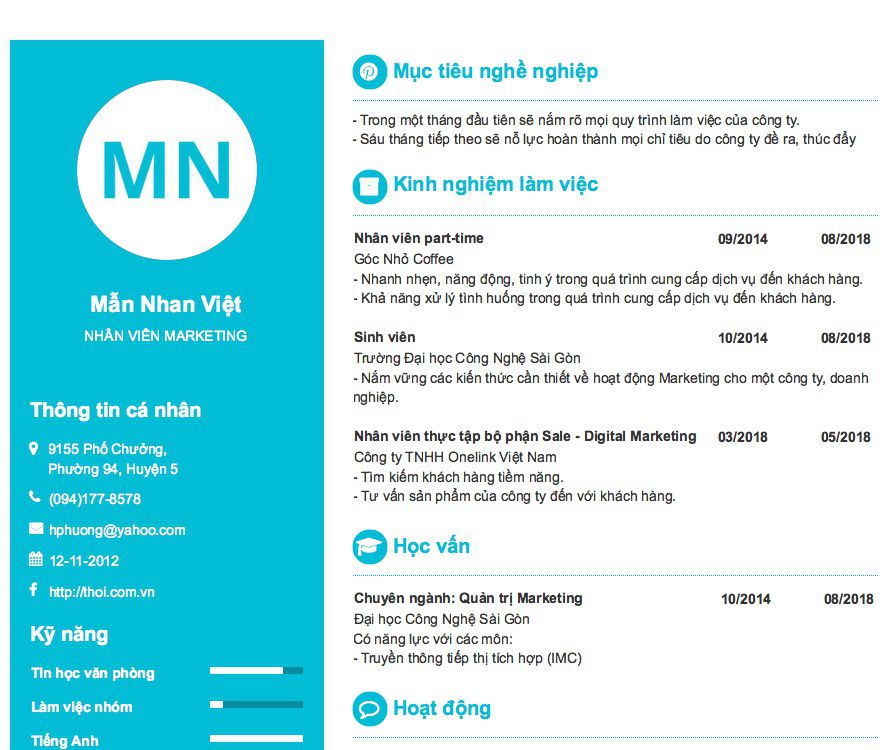 MN
Mẫn Nhan Việt
NHÂN VIÊN MARKETING
Thông tin cá nhân
9155 Phố Chưởng,
Phường 94, Huyện 5
(094)177-8578
hphuong@yahoo.com
12-11-2012
http://thoi.com.vn
Kỹ năng
Tin học văn phòng
Làm việc nhóm
Tiếng Anh
Mục tiêu nghề nghiệp
- Trong một tháng đầu tiên sẽ nắm rõ mọi quy trình làm việc của công ty.
- Sáu tháng tiếp theo sẽ nỗ lực hoàn thành mọi chỉ tiêu do công ty đề ra, thúc đẩy
Kinh nghiệm làm việc
Nhân viên part-time 09/2014 08/2018
Góc Nhỏ Coffee
- Nhanh nhẹn, năng động, tinh ý trong quá trình cung cấp dịch vụ đến khách hàng.
- Khả năng xử lý tình huống trong quá trình cung cấp dịch vụ đến khách hàng.
Sinh viên 10/2014 08/2018
Trường Đại học Công Nghệ Sài Gòn
- Nắm vững các kiến thức cần thiết về hoạt động Marketing cho một công ty, doanh
nghiệp.
Nhân viên thực tập bộ phận Sale - Digital Marketing 03/2018 05/2018
Công ty TNHH Onelink Việt Nam
- Tìm kiếm khách hàng tiềm năng.
- Tư vấn sản phẩm của công ty đến với khách hàng.
Học vấn
Chuyên ngành: Quản trị Marketing 10/2014 08/2018
Đại học Công Nghệ Sài Gòn
Có năng lực với các môn:
- Truyền thông tiếp thị tích hợp (IMC)
Hoạt động